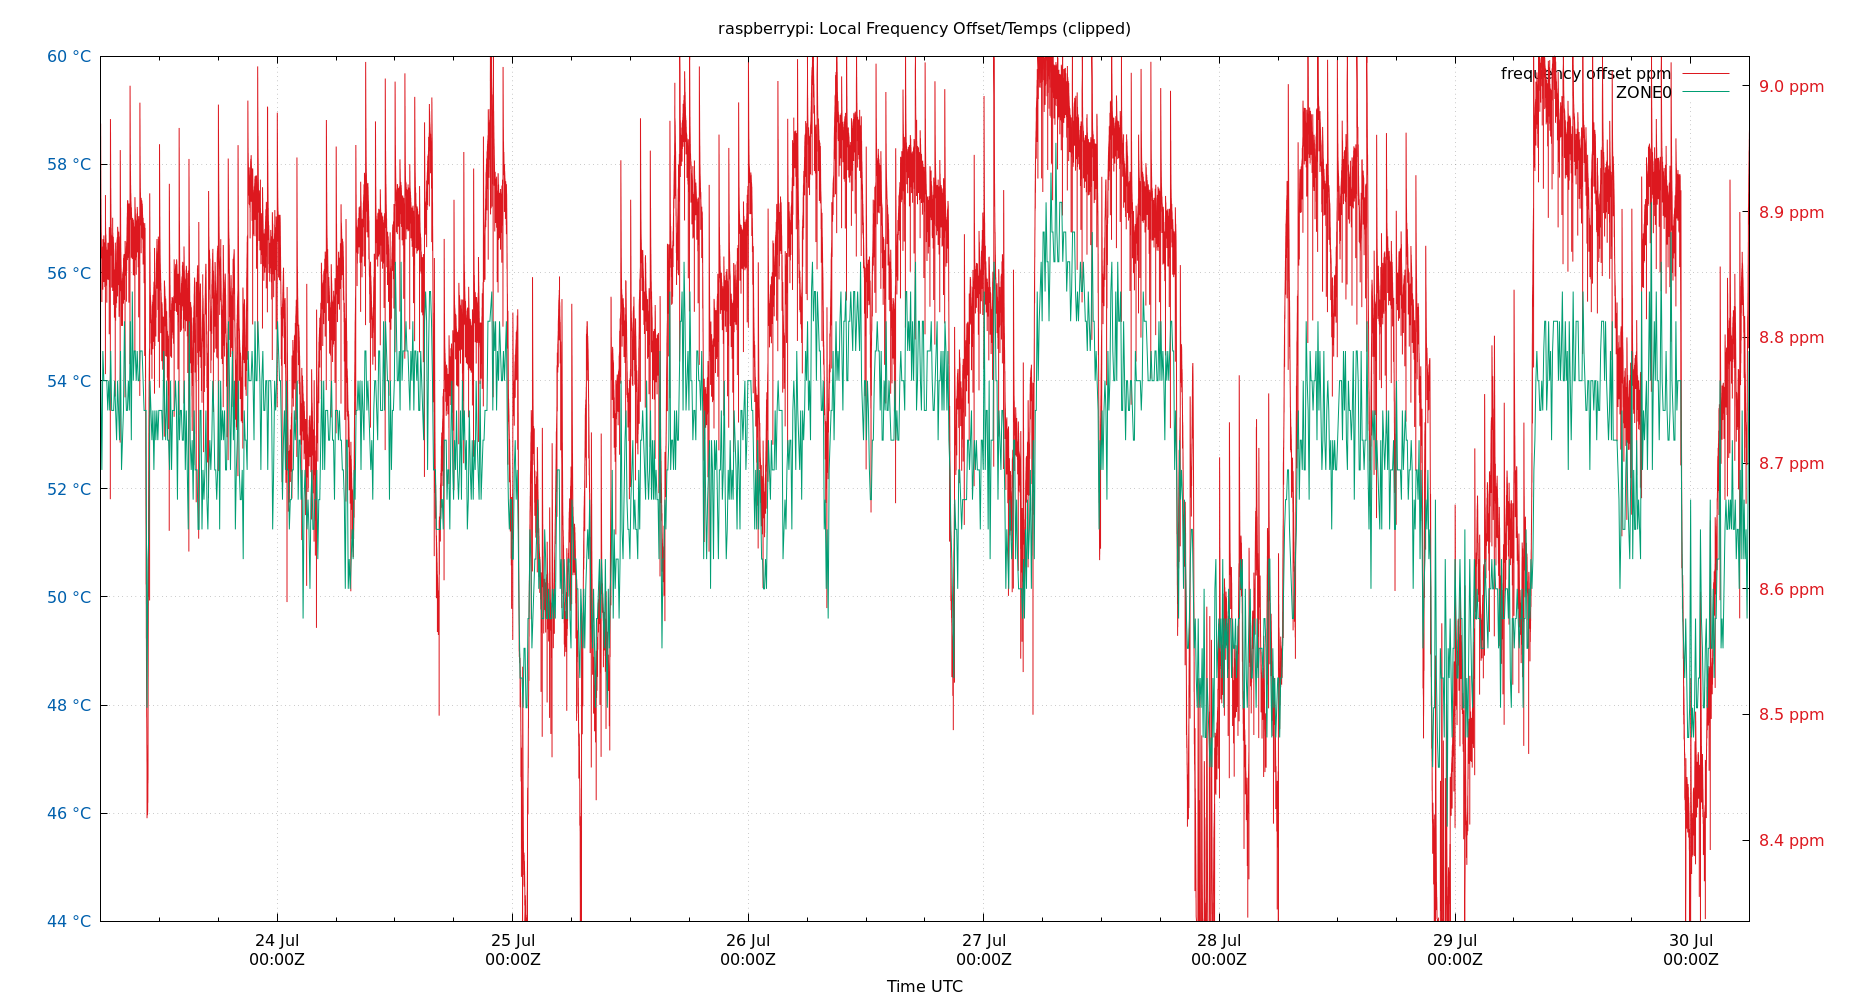 raspberrypi: Local Frequency Offset/Temps (clipped)
60 °C
58 °C
56 °C
54 °C
52 °C
50 °C
48 °C
46 °C
44 °C
frequency offset ppm
ZONE0
9.0 ppm
8.9 ppm
8.8 ppm
8.7 ppm
8.6 ppm
8.5 ppm
8.4 ppm
24 Jul
00:00Z
25 Jul
00:00Z
26 Jul
00:00Z
27 Jul
00:00Z
28 Jul
00:00Z
29 Jul
00:00Z
30 Jul
00:00Z
Time UTC